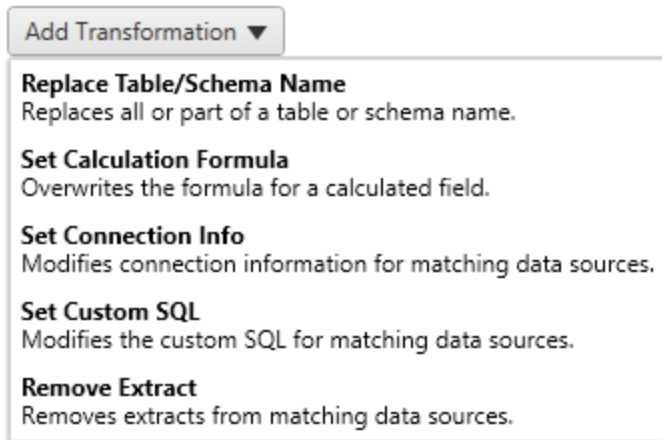 Add Transformation
Replace Table/Schema Name
Replaces all or part of a table or schema name.
Set Calculation Formula
Overwrites the formula for a calculated field.
Set Connection Info
Modifies connection information for matching data sources.
Set Custom SQL
Modifies the custom SQL for matching data sources.
Remove Extract
Removes extracts from matching data sources.